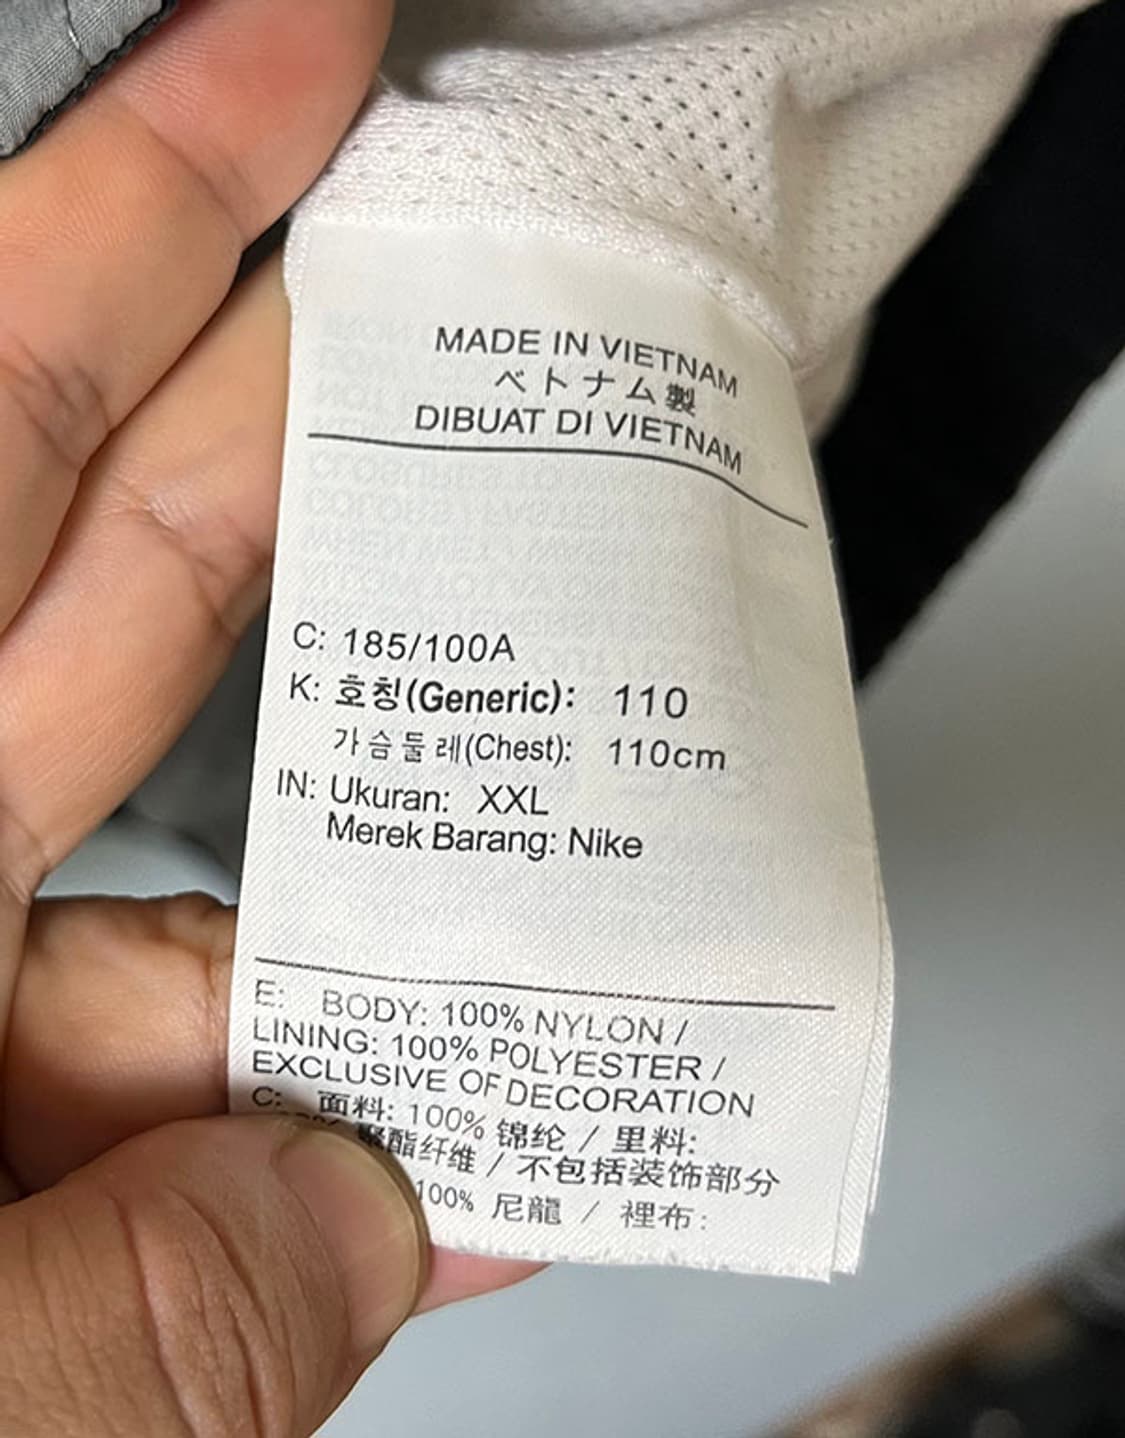 MADE IN VIETNAM
ベトナム製
DIBUAT DI VIETNAM
C: 185/100A
K: 호칭(Generic): 110
가슴둘레(Chest): 110cm
IN: Ukuran: XXL
Merek Barang: Nike
E: BODY: 100% NYLON /
LINING: 100% POLYESTER /
EXCLUSIVE OF DECORATION
C: 面料: 100% 锦纶 / 里料:
聚酯纤维 / 不包括装饰部分
100% 尼龍 / 裡布: